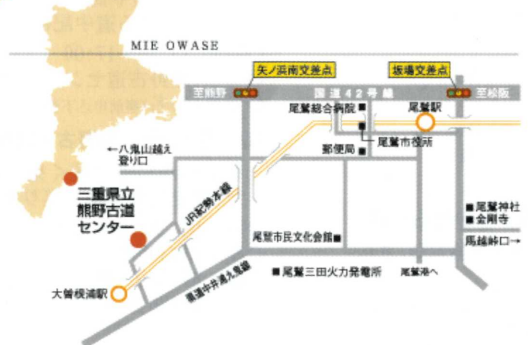 MIE OWASE
矢ノ浜南交差点
坂場交差点
至熊野
国道42号線
至松阪
尾鷲総合病院
尾鷲駅
尾鷲市役所
郵便局
←八鬼山越え
登り口
三重県立
熊野古道
センター
JR紀勢本線
尾鷲神社
金剛寺
馬越峠口→
尾鷲市民文化会館
尾鷲三田火力発電所
尾鷲港へ
大曽根浦駅
県道中井浦九鬼線